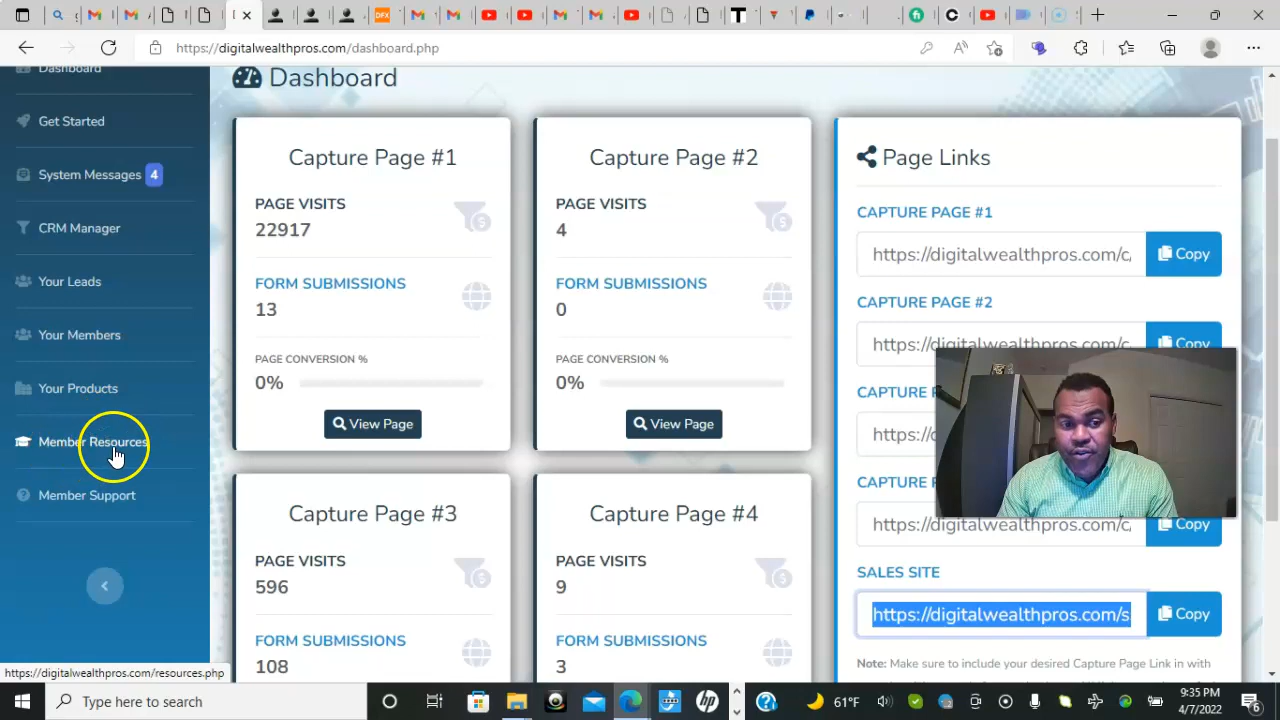 https://digitalwealthpros.com/dashboard.php
Dashboard
Get Started
System Messages 4
CRM Manager
Your Leads
Your Members
Your Products
Member Resources
Member Support
https://digitalwealthpros.com/resources.php
Dashboard
Capture Page #1
PAGE VISITS
22917
FORM SUBMISSIONS
13
PAGE CONVERSION %
0%
View Page
Capture Page #2
PAGE VISITS
4
FORM SUBMISSIONS
0
PAGE CONVERSION %
0%
View Page
Capture Page #3
PAGE VISITS
596
FORM SUBMISSIONS
108
Capture Page #4
PAGE VISITS
9
FORM SUBMISSIONS
3
Page Links
CAPTURE PAGE #1
https://digitalwealthpros.com/c
Copy
CAPTURE PAGE #2
https://digitalwealthpros.com/c
Copy
CAPTURE
https://d
CAPTURE
https://digitalwealthpros.com/c
Copy
SALES SITE
https://digitalwealthpros.com/s
Copy
Note: Make sure to include your desired Capture Page Link in with
Type here to search
61°F
9:35 PM
4/7/2022
6